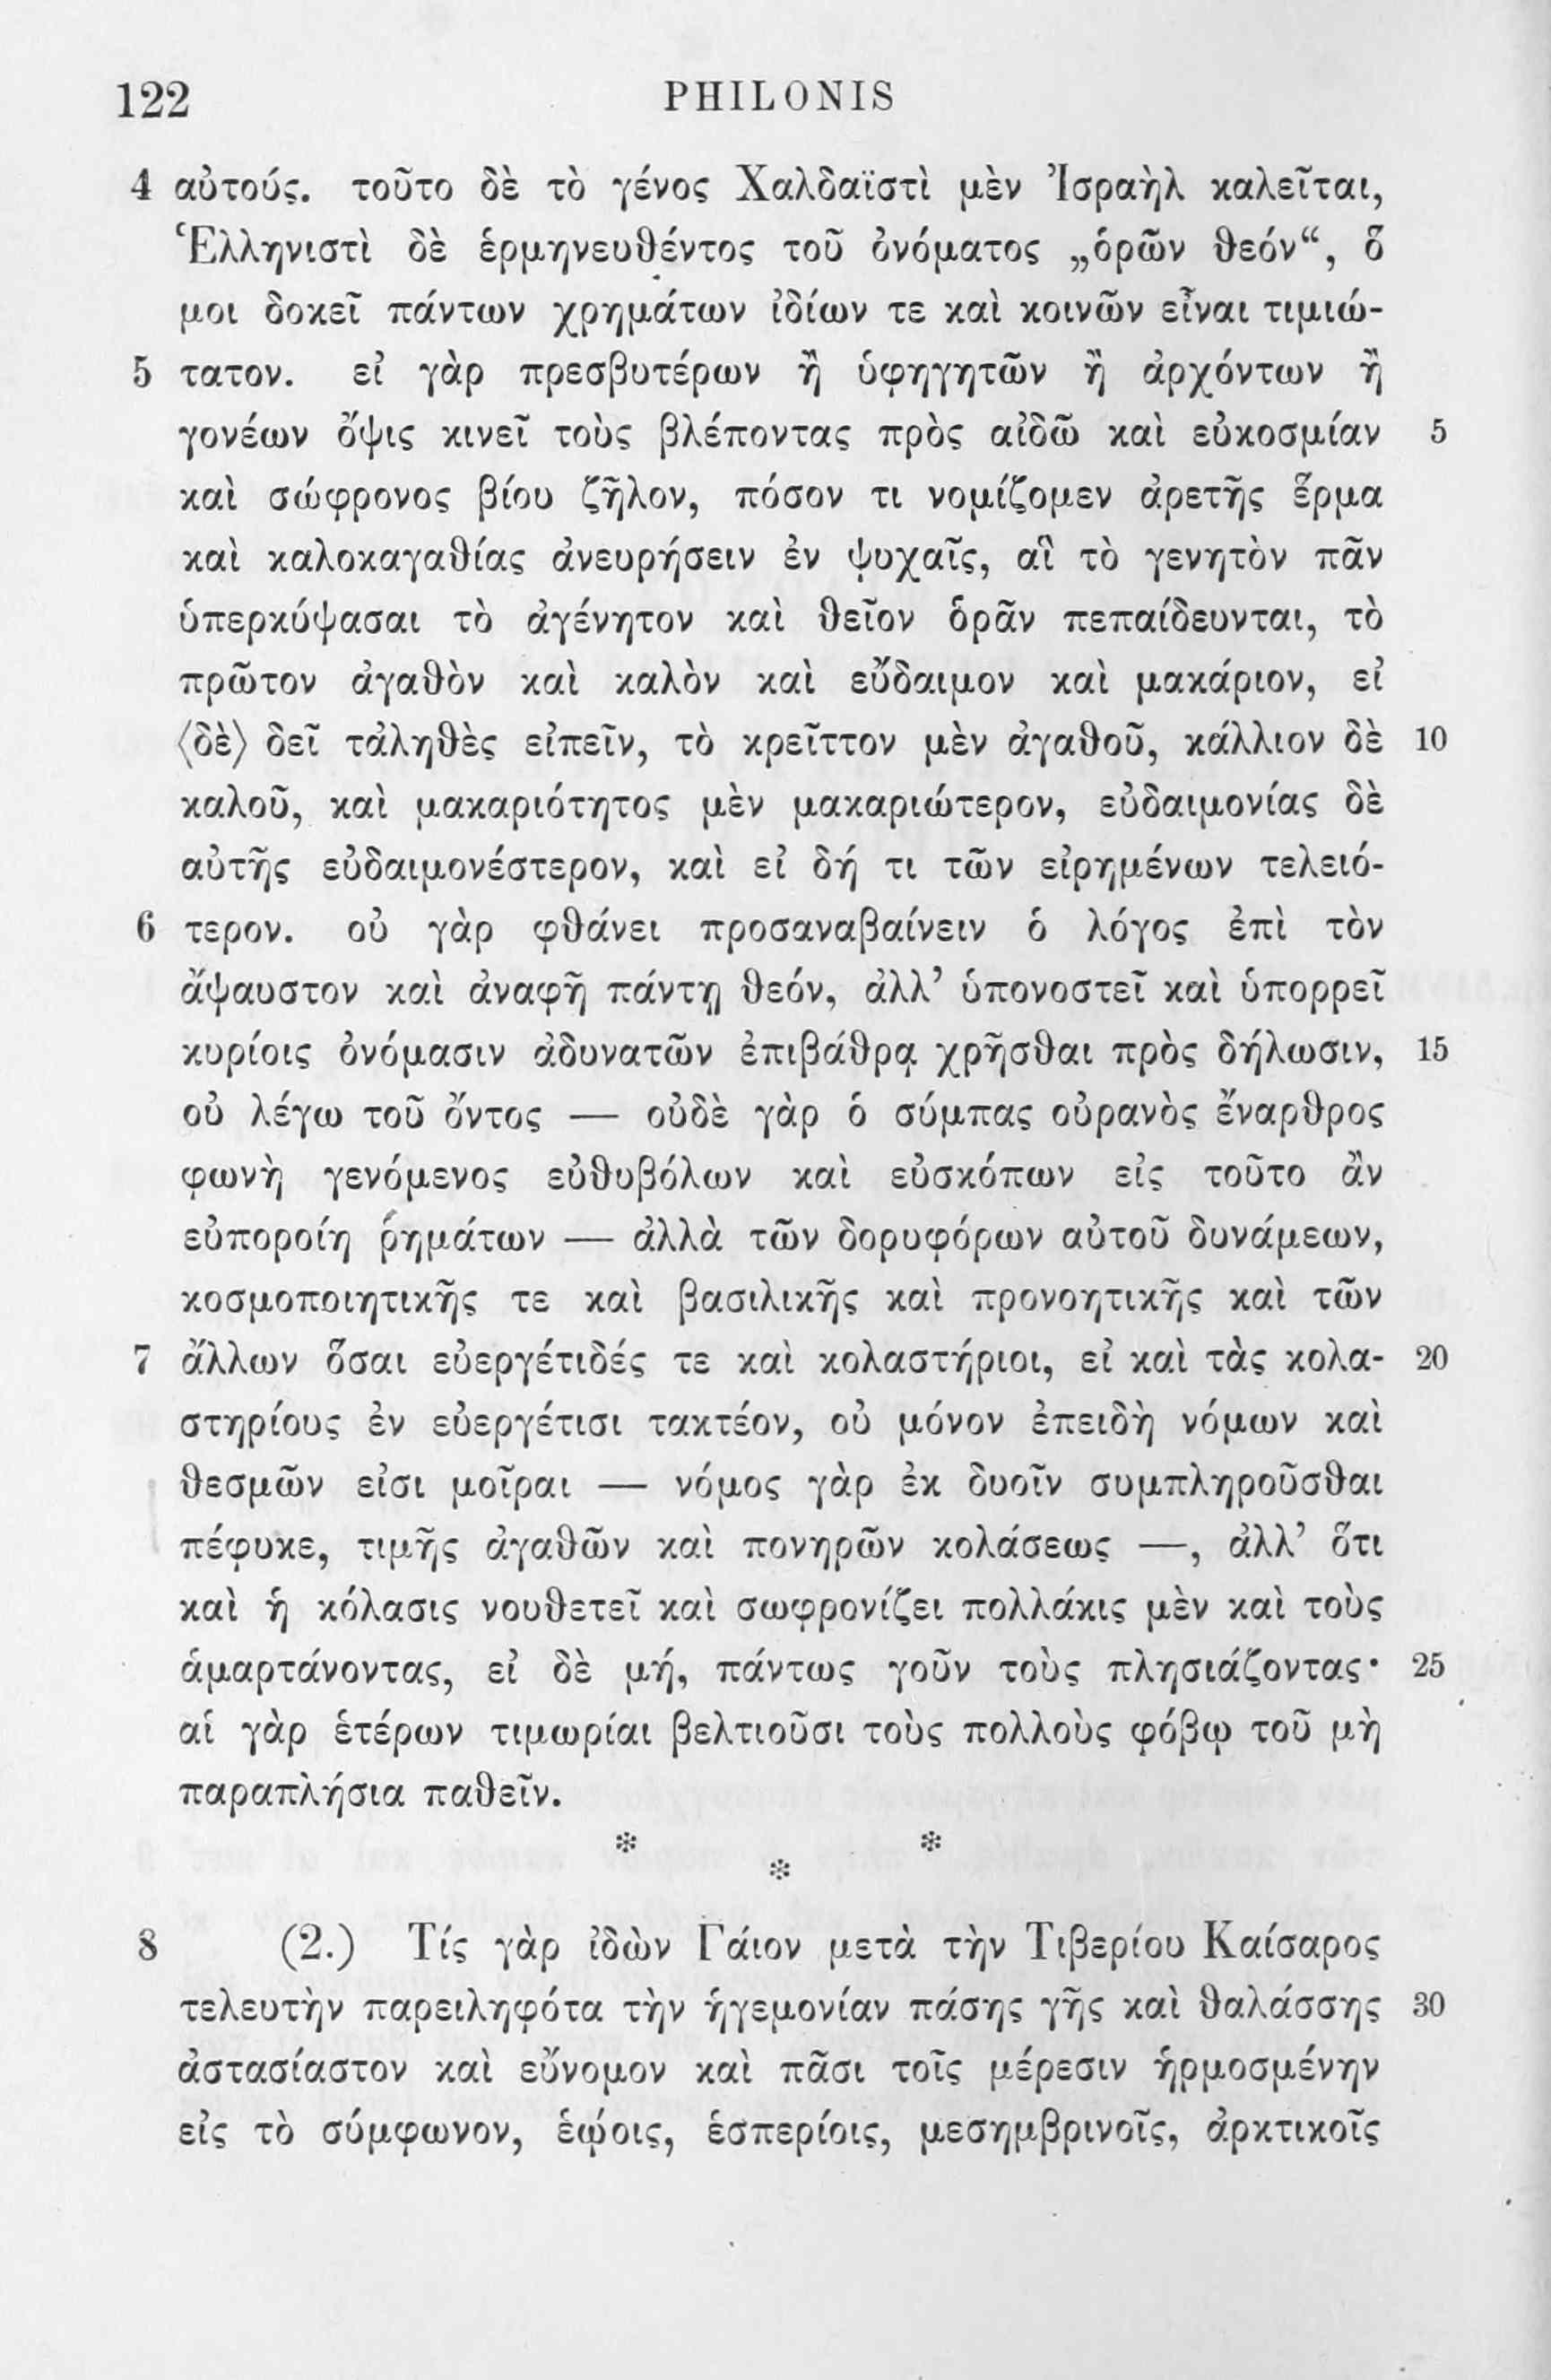 122 PHILONIS
4 αὐτούς. τοῦτο δὲ τὸ γένος Χαλδαϊστὶ μὲν Ἰσραὴλ καλεῖται,
Ἑλληνιστὶ δὲ ἑρμηνευθέντος τοῦ ὀνόματος „ὁρῶν θεόν“, ὅ
μοι δοκεῖ πάντων χρημάτων ἰδίων τε καὶ κοινῶν εἶναι τιμιώ-
5 τατον. εἰ γὰρ πρεσβυτέρων ἢ ὑφηγητῶν ἢ ἀρχόντων ἢ
γονέων ὄψις κινεῖ τοὺς βλέποντας πρὸς αἰδῶ καὶ εὐκοσμίαν 5
καὶ σώφρονος βίου ζῆλον, πόσον τι νομίζομεν ἀρετῆς ἕρμα
καὶ καλοκαγαθίας ἀνευρήσειν ἐν ψυχαῖς, αἳ τὸ γενητὸν πᾶν
ὑπερκύψασαι τὸ ἀγένητον καὶ θεῖον ὁρᾶν πεπαίδευνται, τὸ
πρῶτον ἀγαθὸν καὶ καλὸν καὶ εὔδαιμον καὶ μακάριον, εἰ
⟨δὲ⟩ δεῖ τἀληθὲς εἰπεῖν, τὸ κρεῖττον μὲν ἀγαθοῦ, κάλλιον δὲ 10
καλοῦ, καὶ μακαριότητος μὲν μακαριώτερον, εὐδαιμονίας δὲ
αὐτῆς εὐδαιμονέστερον, καὶ εἰ δή τι τῶν εἰρημένων τελειό-
6 τερον. οὐ γὰρ φθάνει προσαναβαίνειν ὁ λόγος ἐπὶ τὸν
ἄψαυστον καὶ ἀναφῆ πάντῃ θεόν, ἀλλ’ ὑπονοστεῖ καὶ ὑπορρεῖ
κυρίοις ὀνόμασιν ἀδυνατῶν ἐπιβάθρᾳ χρῆσθαι πρὸς δήλωσιν, 15
οὐ λέγω τοῦ ὄντος — οὐδὲ γὰρ ὁ σύμπας οὐρανὸς ἔναρθρος
φωνὴ γενόμενος εὐθυβόλων καὶ εὐσκόπων εἰς τοῦτο ἂν
εὐποροίη ῥημάτων — ἀλλὰ τῶν δορυφόρων αὐτοῦ δυνάμεων,
κοσμοποιητικῆς τε καὶ βασιλικῆς καὶ προνοητικῆς καὶ τῶν
7 ἄλλων ὅσαι εὐεργέτιδές τε καὶ κολαστήριοι, εἰ καὶ τὰς κολα- 20
στηρίους ἐν εὐεργέτισι τακτέον, οὐ μόνον ἐπειδὴ νόμων καὶ
θεσμῶν εἰσι μοῖραι — νόμος γὰρ ἐκ δυοῖν συμπληροῦσθαι
πέφυκε, τιμῆς ἀγαθῶν καὶ πονηρῶν κολάσεως —, ἀλλ’ ὅτι
καὶ ἡ κόλασις νουθετεῖ καὶ σωφρονίζει πολλάκις μὲν καὶ τοὺς
ἁμαρτάνοντας, εἰ δὲ μή, πάντως γοῦν τοὺς πλησιάζοντας· 25
αἱ γὰρ ἑτέρων τιμωρίαι βελτιοῦσι τοὺς πολλοὺς φόβῳ τοῦ μὴ
παραπλήσια παθεῖν.
* * *
8 (2.) Τίς γὰρ ἰδὼν Γάιον μετὰ τὴν Τιβερίου Καίσαρος
τελευτὴν παρειληφότα τὴν ἡγεμονίαν πάσης γῆς καὶ θαλάσσης 30
ἀστασίαστον καὶ εὔνομον καὶ πᾶσι τοῖς μέρεσιν ἡρμοσμένην
εἰς τὸ σύμφωνον, ἑῴοις, ἑσπερίοις, μεσημβρινοῖς, ἀρκτικοῖς